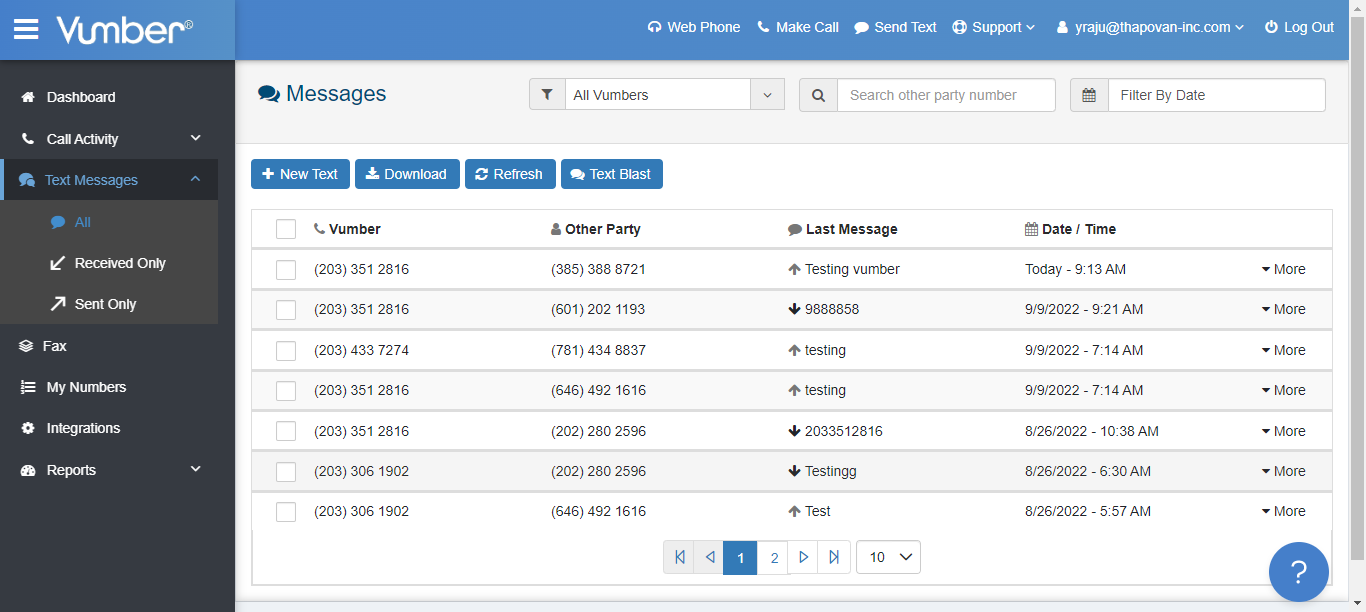 Vumber®
Web Phone Make Call Send Text Support yraju@thapovan-inc.com Log Out
Dashboard
Call Activity
Text Messages
All
Received Only
Sent Only
Fax
My Numbers
Integrations
Reports
Messages
All Vumbers
Search other party number
Filter By Date
New Text Download Refresh Text Blast
Vumber Other Party Last Message Date / Time
(203) 351 2816 (385) 388 8721 Testing vumber Today - 9:13 AM More
(203) 351 2816 (601) 202 1193 9888858 9/9/2022 - 9:21 AM More
(203) 433 7274 (781) 434 8837 testing 9/9/2022 - 7:14 AM More
(203) 351 2816 (646) 492 1616 testing 9/9/2022 - 7:14 AM More
(203) 351 2816 (202) 280 2596 2033512816 8/26/2022 - 10:38 AM More
(203) 306 1902 (202) 280 2596 Testingg 8/26/2022 - 6:30 AM More
(203) 306 1902 (646) 492 1616 Test 8/26/2022 - 5:57 AM More
1 2 10
?